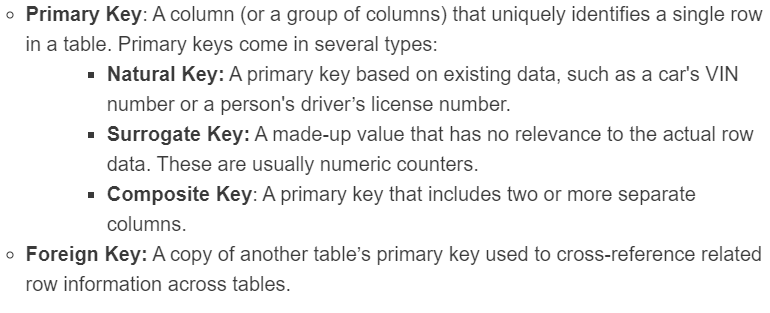 Primary Key: A column (or a group of columns) that uniquely identifies a single row
in a table. Primary keys come in several types:
Natural Key: A primary key based on existing data, such as a car's VIN
number or a person's driver’s license number.
Surrogate Key: A made-up value that has no relevance to the actual row
data. These are usually numeric counters.
Composite Key: A primary key that includes two or more separate
columns.
Foreign Key: A copy of another table’s primary key used to cross-reference related
row information across tables.